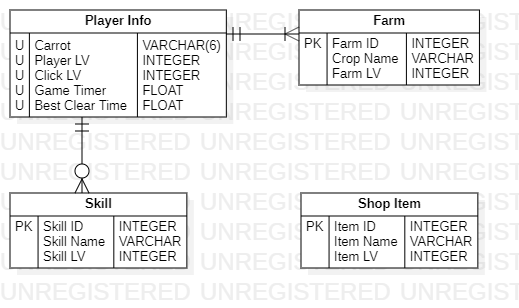 Player Info
U Carrot VARCHAR(6)
U Player LV INTEGER
U Click LV INTEGER
U Game Timer FLOAT
U Best Clear Time FLOAT
Farm
PK Farm ID INTEGER
Crop Name VARCHAR
Farm LV INTEGER
Skill
PK Skill ID INTEGER
Skill Name VARCHAR
Skill LV INTEGER
Shop Item
PK Item ID INTEGER
Item Name VARCHAR
Item LV INTEGER
UNREGISTERED UNREGISTERED UNREGISTERED